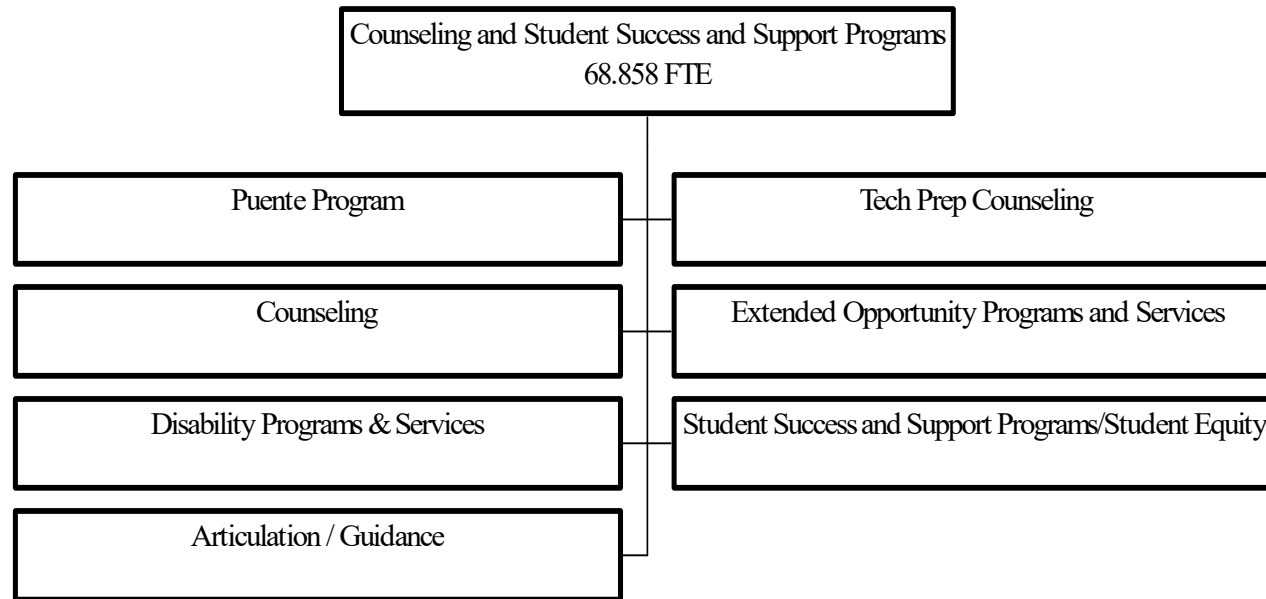 Counseling and Student Success and Support Programs
68.858 FTE
Puente Program
Tech Prep Counseling
Counseling
Extended Opportunity Programs and Services
Disability Programs & Services
Student Success and Support Programs/Student Equity
Articulation / Guidance